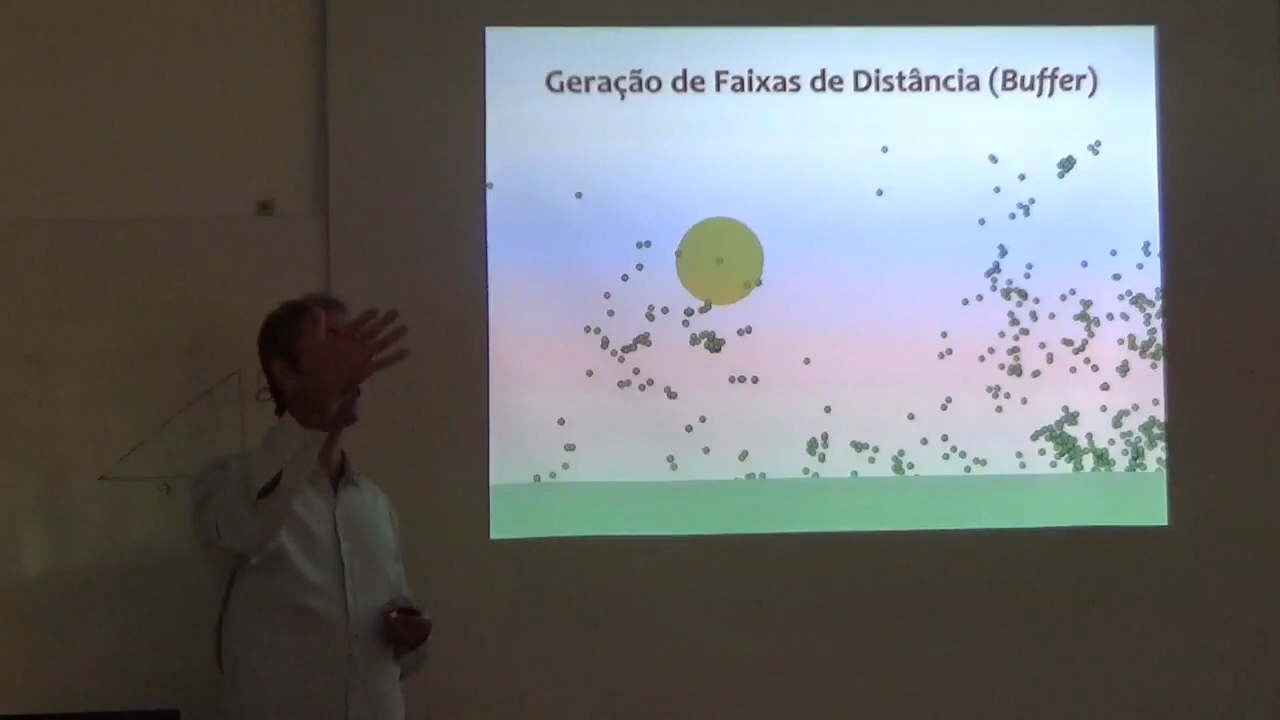 Geração de Faixas de Distância (Buffer)